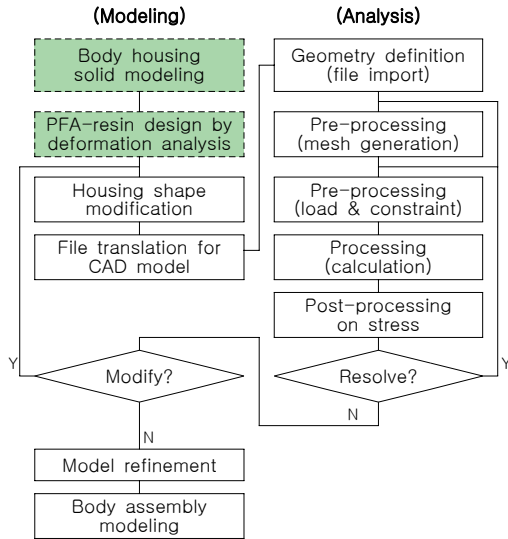 (Modeling)
(Analysis)
Body housing
solid modeling
PFA-resin design by
deformation analysis
Housing shape
modification
File translation for
CAD model
Geometry definition
(file import)
Pre-processing
(mesh generation)
Pre-processing
(load & constraint)
Processing
(calculation)
Post-processing
on stress
Y
Modify?
Resolve?
Y
N
N
Model refinement
Body assembly
modeling